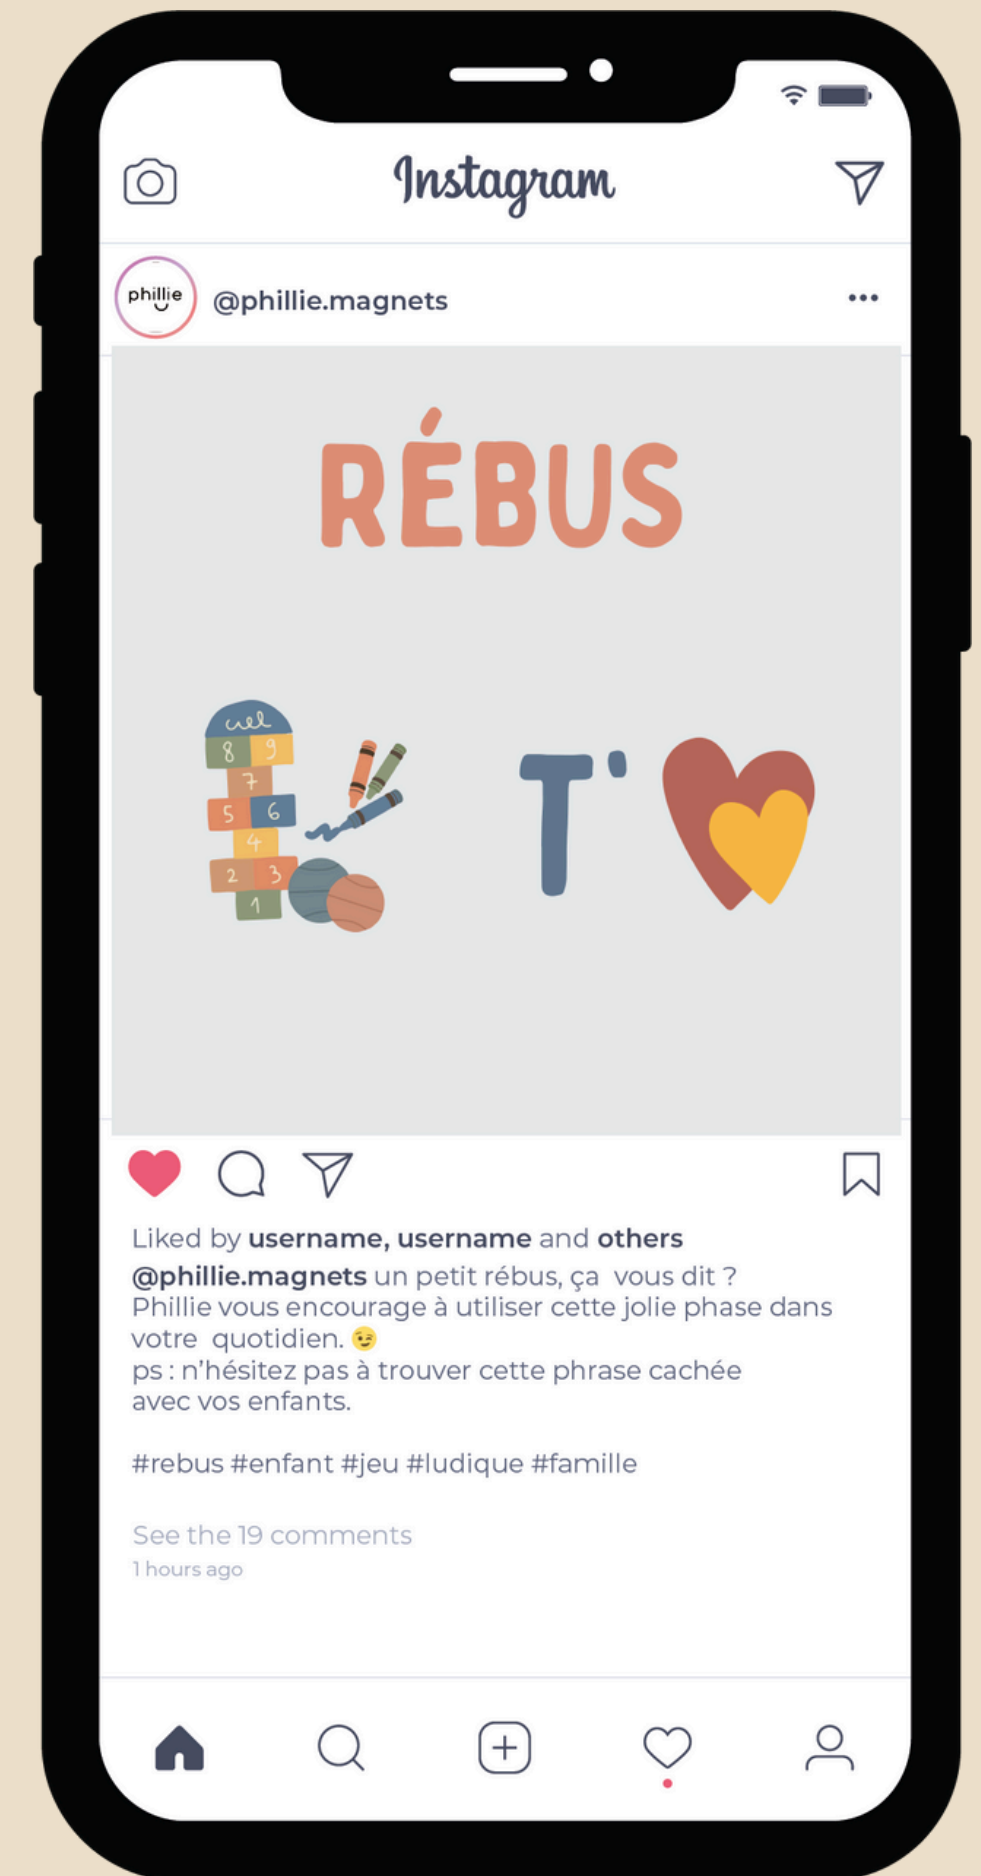 Instagram
phillie
@phillie.magnets
RÉBUS
ciel
8 9
7
5 6
4
2 3
1
T'
Liked by username, username and others
@phillie.magnets un petit rébus, ça vous dit ?
Phillie vous encourage à utiliser cette jolie phase dans
votre quotidien. 😉
ps : n'hésitez pas à trouver cette phrase cachée
avec vos enfants.
#rebus #enfant #jeu #ludique #famille
See the 19 comments
1 hours ago